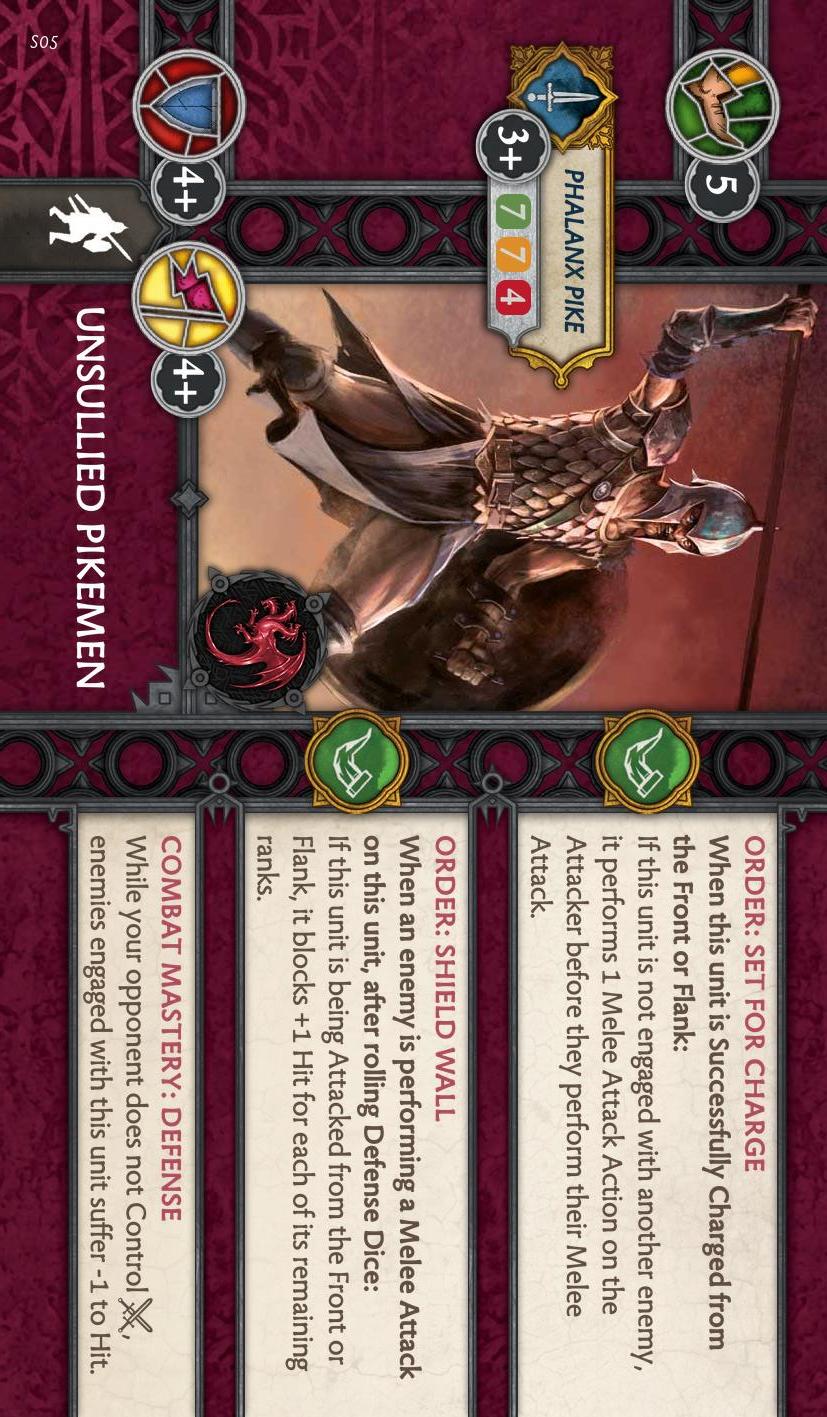 5
PHALANX PIKE
3+
7 7 4
4+
4+
UNSULLIED PIKEMEN
S05
ORDER: SET FOR CHARGE
When this unit is Successfully Charged from
the Front or Flank:
If this unit is not engaged with another enemy,
it performs 1 Melee Attack Action on the
Attacker before they perform their Melee
Attack.
ORDER: SHIELD WALL
When an enemy is performing a Melee Attack
on this unit, after rolling Defense Dice:
If this unit is being Attacked from the Front or
Flank, it blocks +1 Hit for each of its remaining
ranks.
COMBAT MASTERY: DEFENSE
While your opponent does not Control ,
enemies engaged with this unit suffer -1 to Hit.